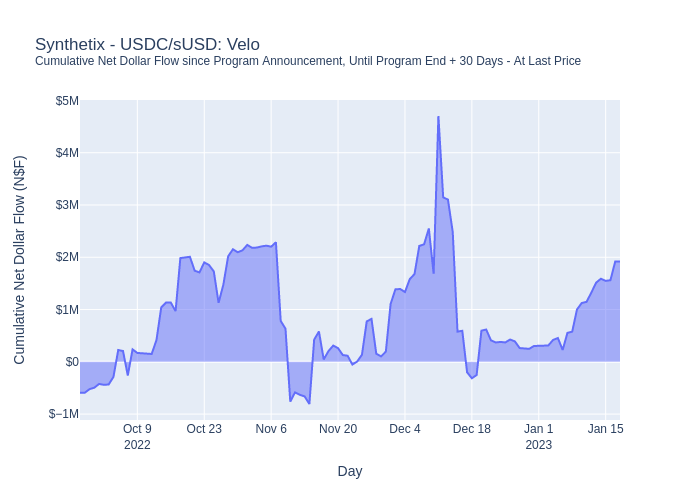 Synthetix - USDC/sUSD: Velo
Cumulative Net Dollar Flow since Program Announcement, Until Program End + 30 Days - At Last Price
Cumulative Net Dollar Flow (N$F)
$5M
$4M
$3M
$2M
$1M
$0
$−1M
Oct 9
2022
Oct 23
Nov 6
Nov 20
Dec 4
Dec 18
Jan 1
2023
Jan 15
Day